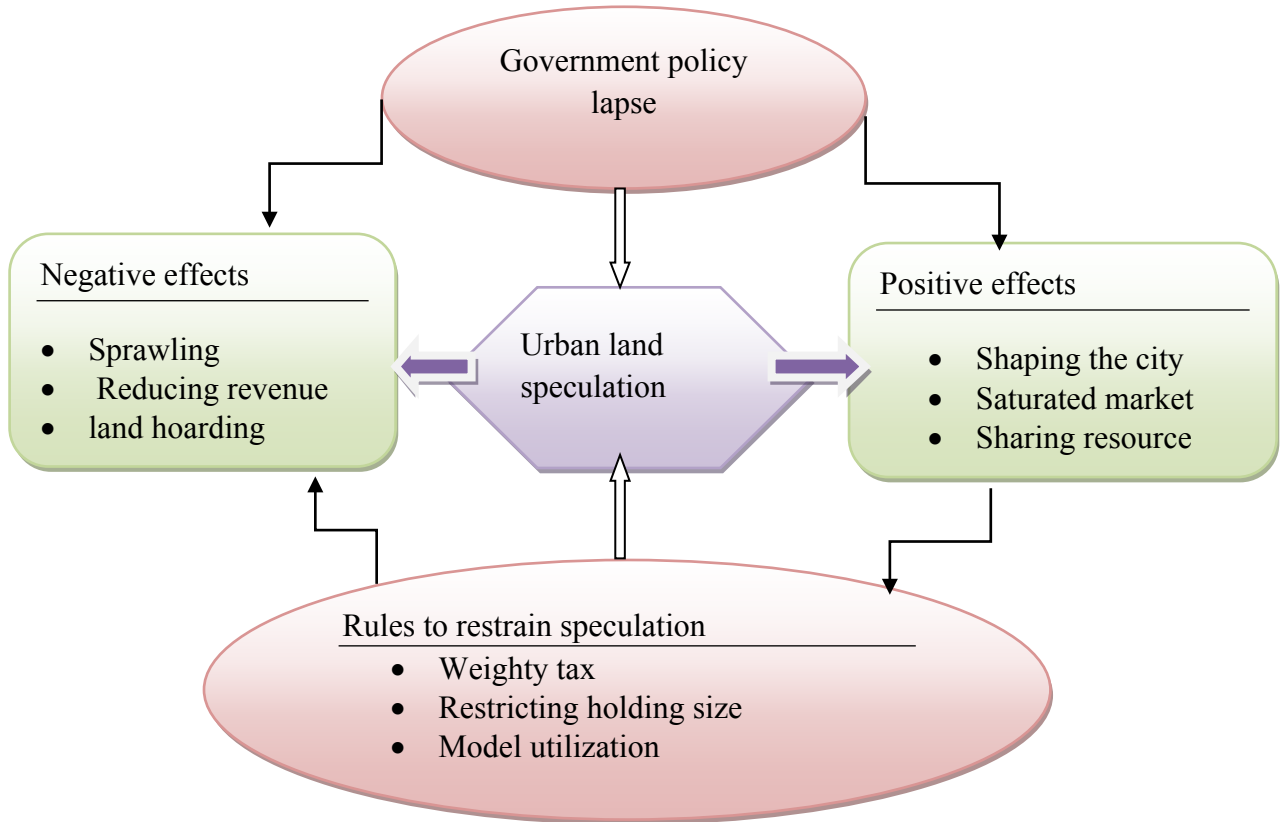 Government policy
lapse
Negative effects
• Sprawling
• Reducing revenue
• land hoarding
Urban land
speculation
Positive effects
• Shaping the city
• Saturated market
• Sharing resource
Rules to restrain speculation
• Weighty tax
• Restricting holding size
• Model utilization